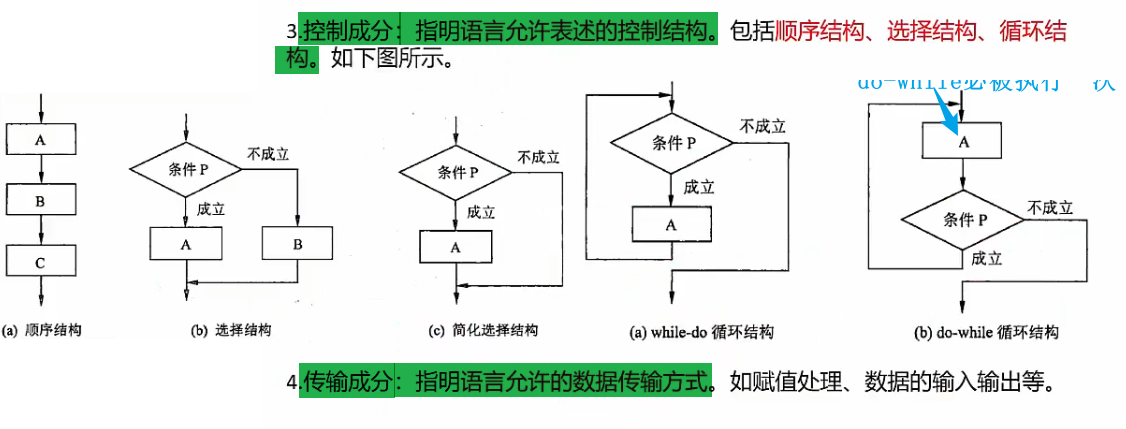 3.控制成分：指明语言允许表述的控制结构。包括顺序结构、选择结构、循环结
构。如下图所示。
do-while必被执行一次
A
B
C
(a) 顺序结构
条件 P
不成立
成立
A
B
(b) 选择结构
条件 P
不成立
成立
A
(c) 简化选择结构
条件 P
不成立
成立
A
(a) while-do 循环结构
A
条件 P
不成立
成立
(b) do-while 循环结构
4.传输成分：指明语言允许的数据传输方式。如赋值处理、数据的输入输出等。